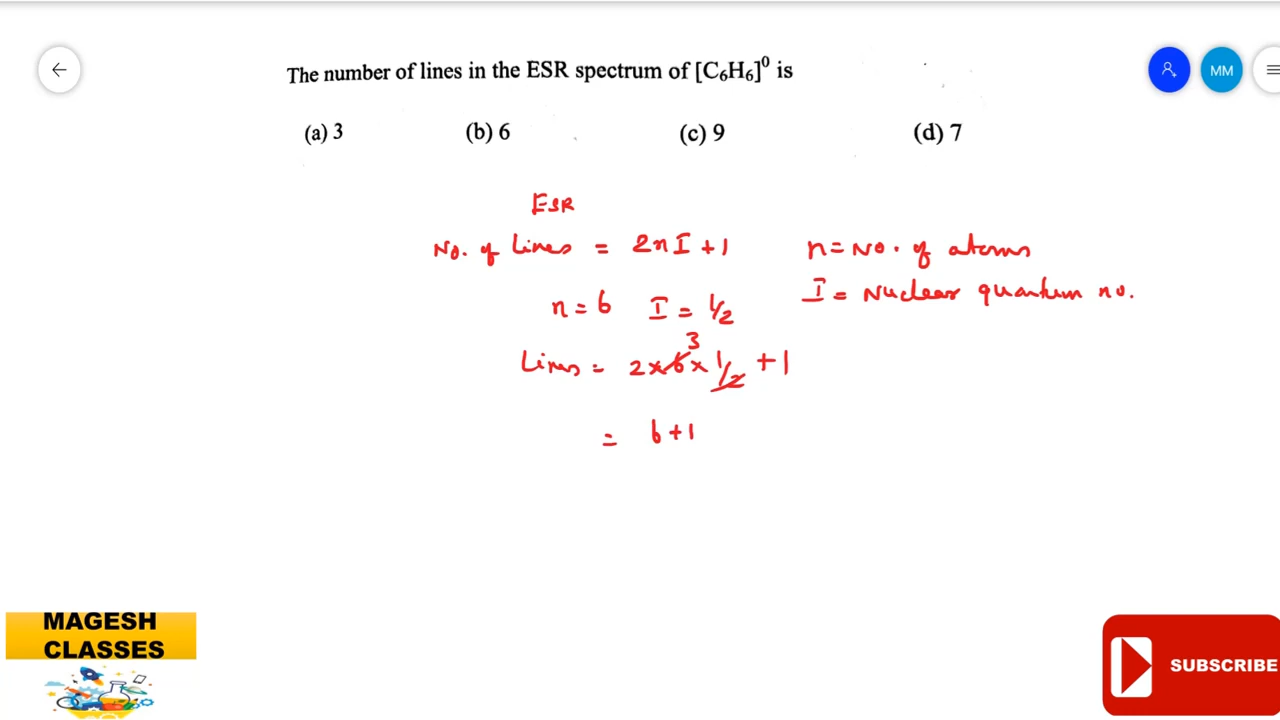 The number of lines in the ESR spectrum of [C₆H₆]⁰ is
MM
(a) 3 (b) 6 (c) 9 (d) 7
ESR
No. of Lines = 2nI + 1 n = No. of atoms
n = 6 I = 1/2 I = Nuclear quantum no.
3
Lines = 2 × 6 × 1/2 + 1
= 6 + 1
MAGESH
CLASSES
SUBSCRIBE